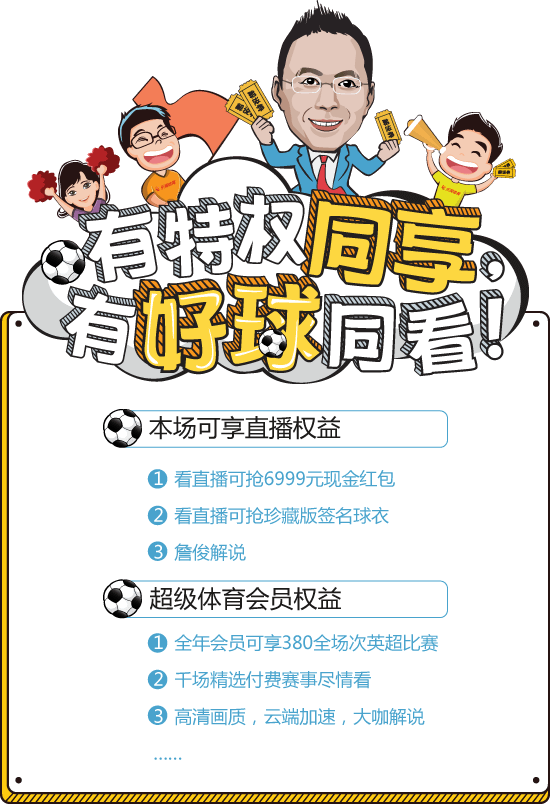 有特权同享,
有好球同看!
本场可享直播权益
1 看直播可抢6999元现金红包
2 看直播可抢珍藏版签名球衣
3 詹俊解说
超级体育会员权益
1 全年会员可享380全场次英超比赛
2 千场精选付费赛事尽情看
3 高清画质，云端加速，大咖解说
......